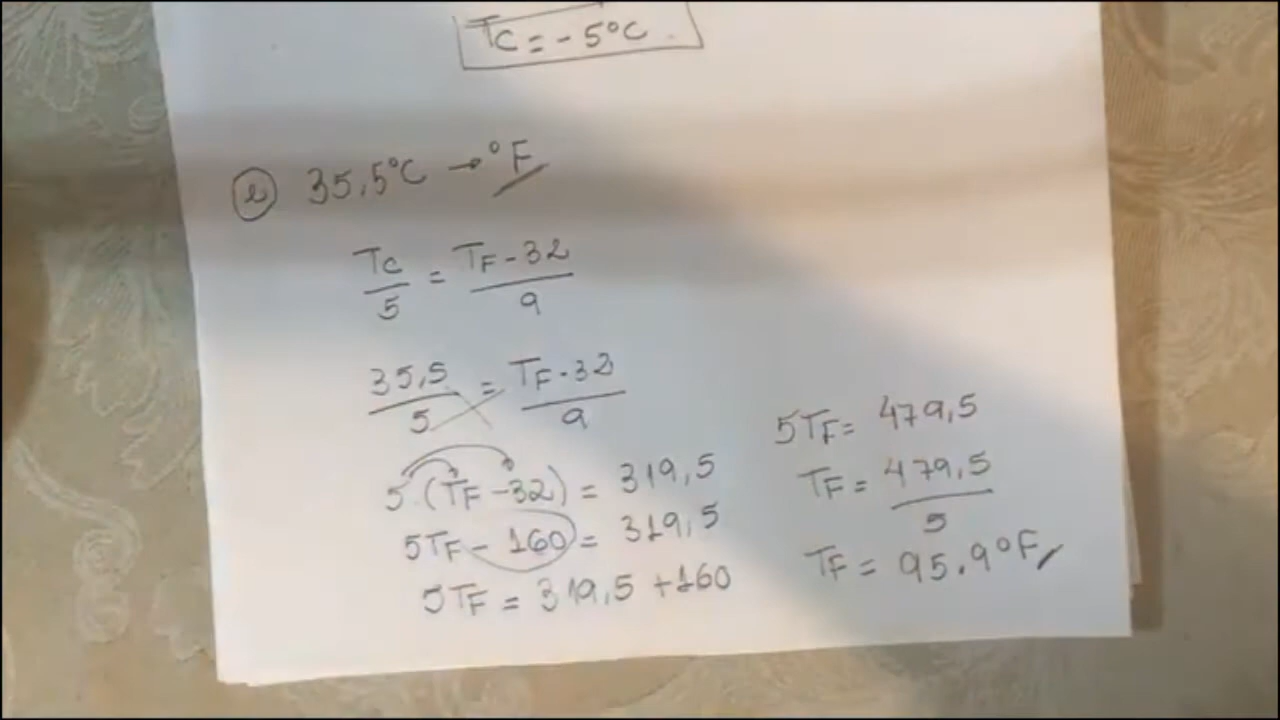 Tc = - 5°C.
e) 35,5°C → °F
Tc/5 = TF - 32/9
35,5/5 = TF - 32/9
5.(TF - 32) = 319,5
5TF - 160 = 319,5
5TF = 319,5 + 160
5TF = 479,5
TF = 479,5/5
TF = 95.9°F